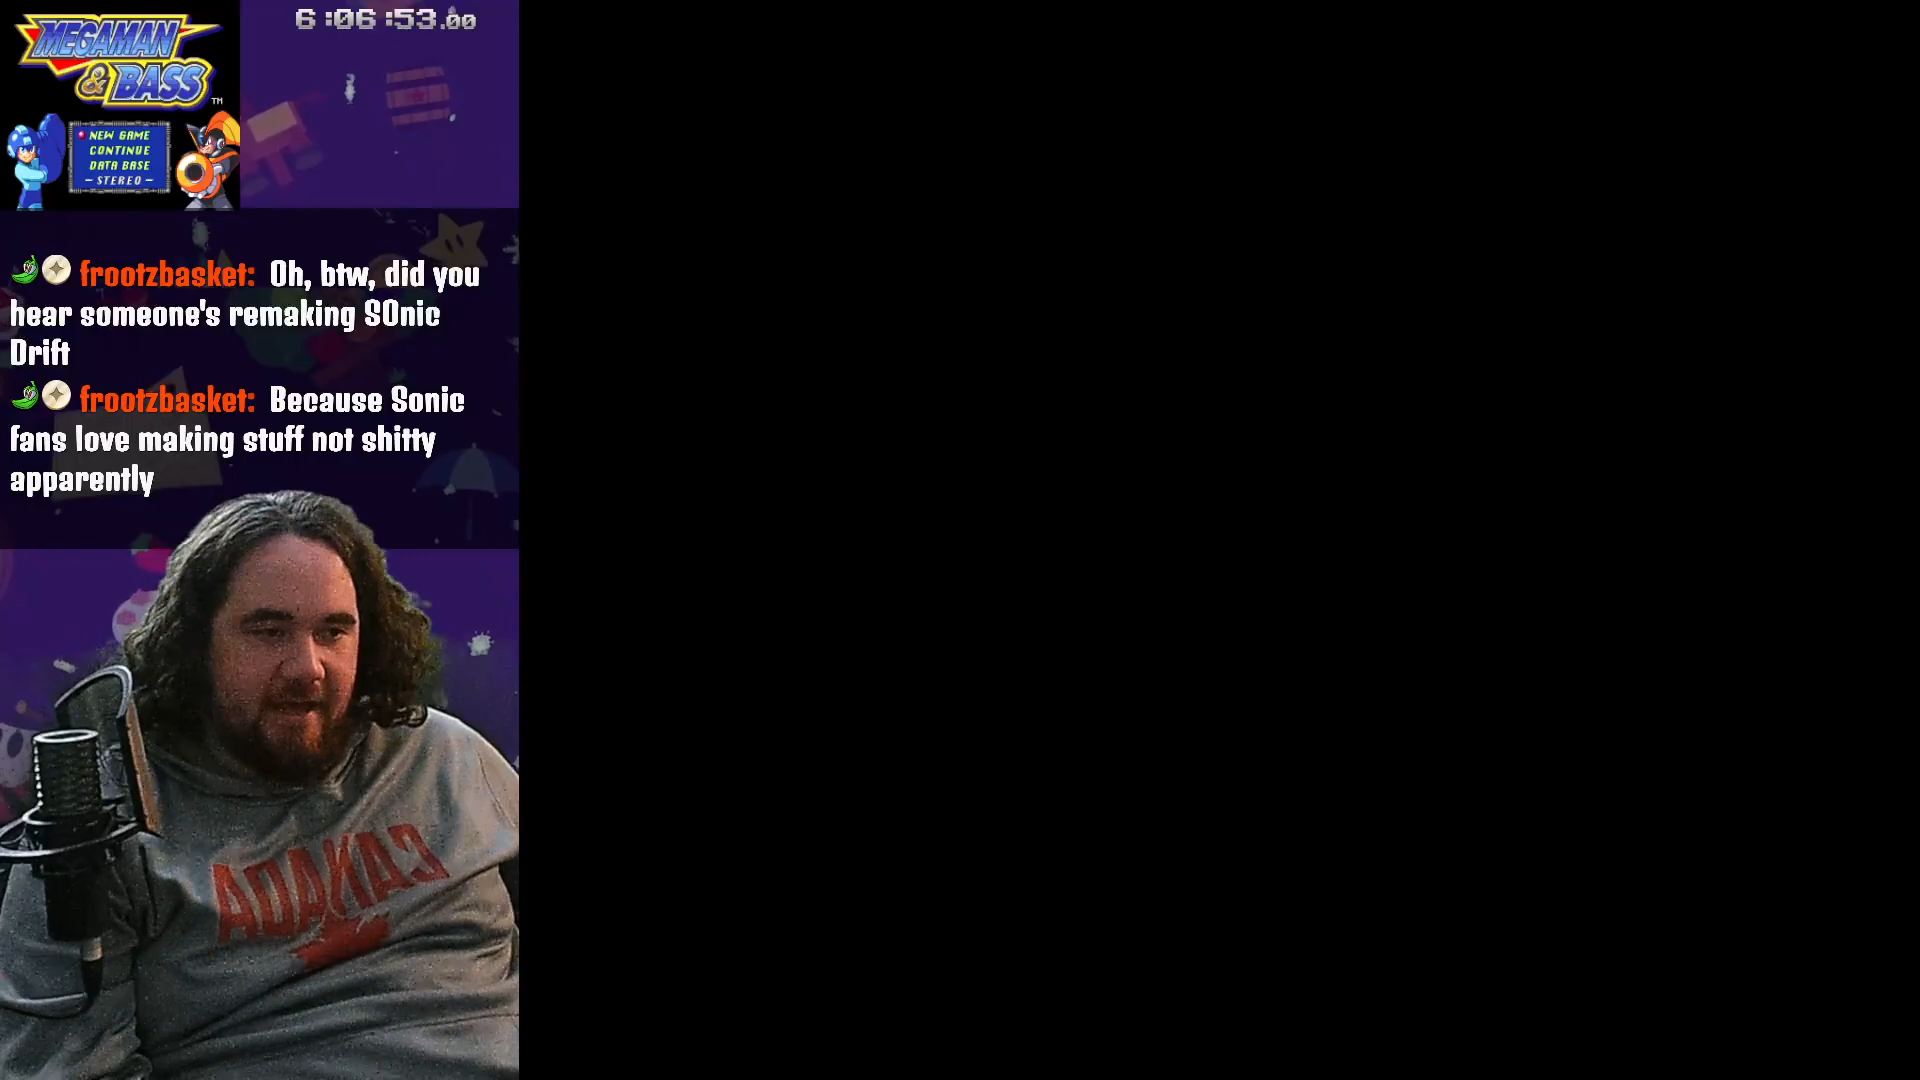 6:06:53.00
MEGAMAN
& BASS
TM
NEW GAME
CONTINUE
DATA BASE
- STEREO -
frootzbasket: Oh, btw, did you
hear someone's remaking SOnic
Drift
frootzbasket: Because Sonic
fans love making stuff not shitty
apparently
CANADA